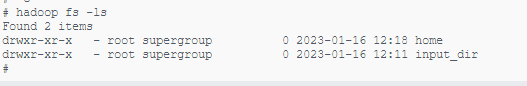 # hadoop fs -ls
Found 2 items
drwxr-xr-x   - root supergroup          0 2023-01-16 12:18 home
drwxr-xr-x   - root supergroup          0 2023-01-16 12:11 input_dir
#